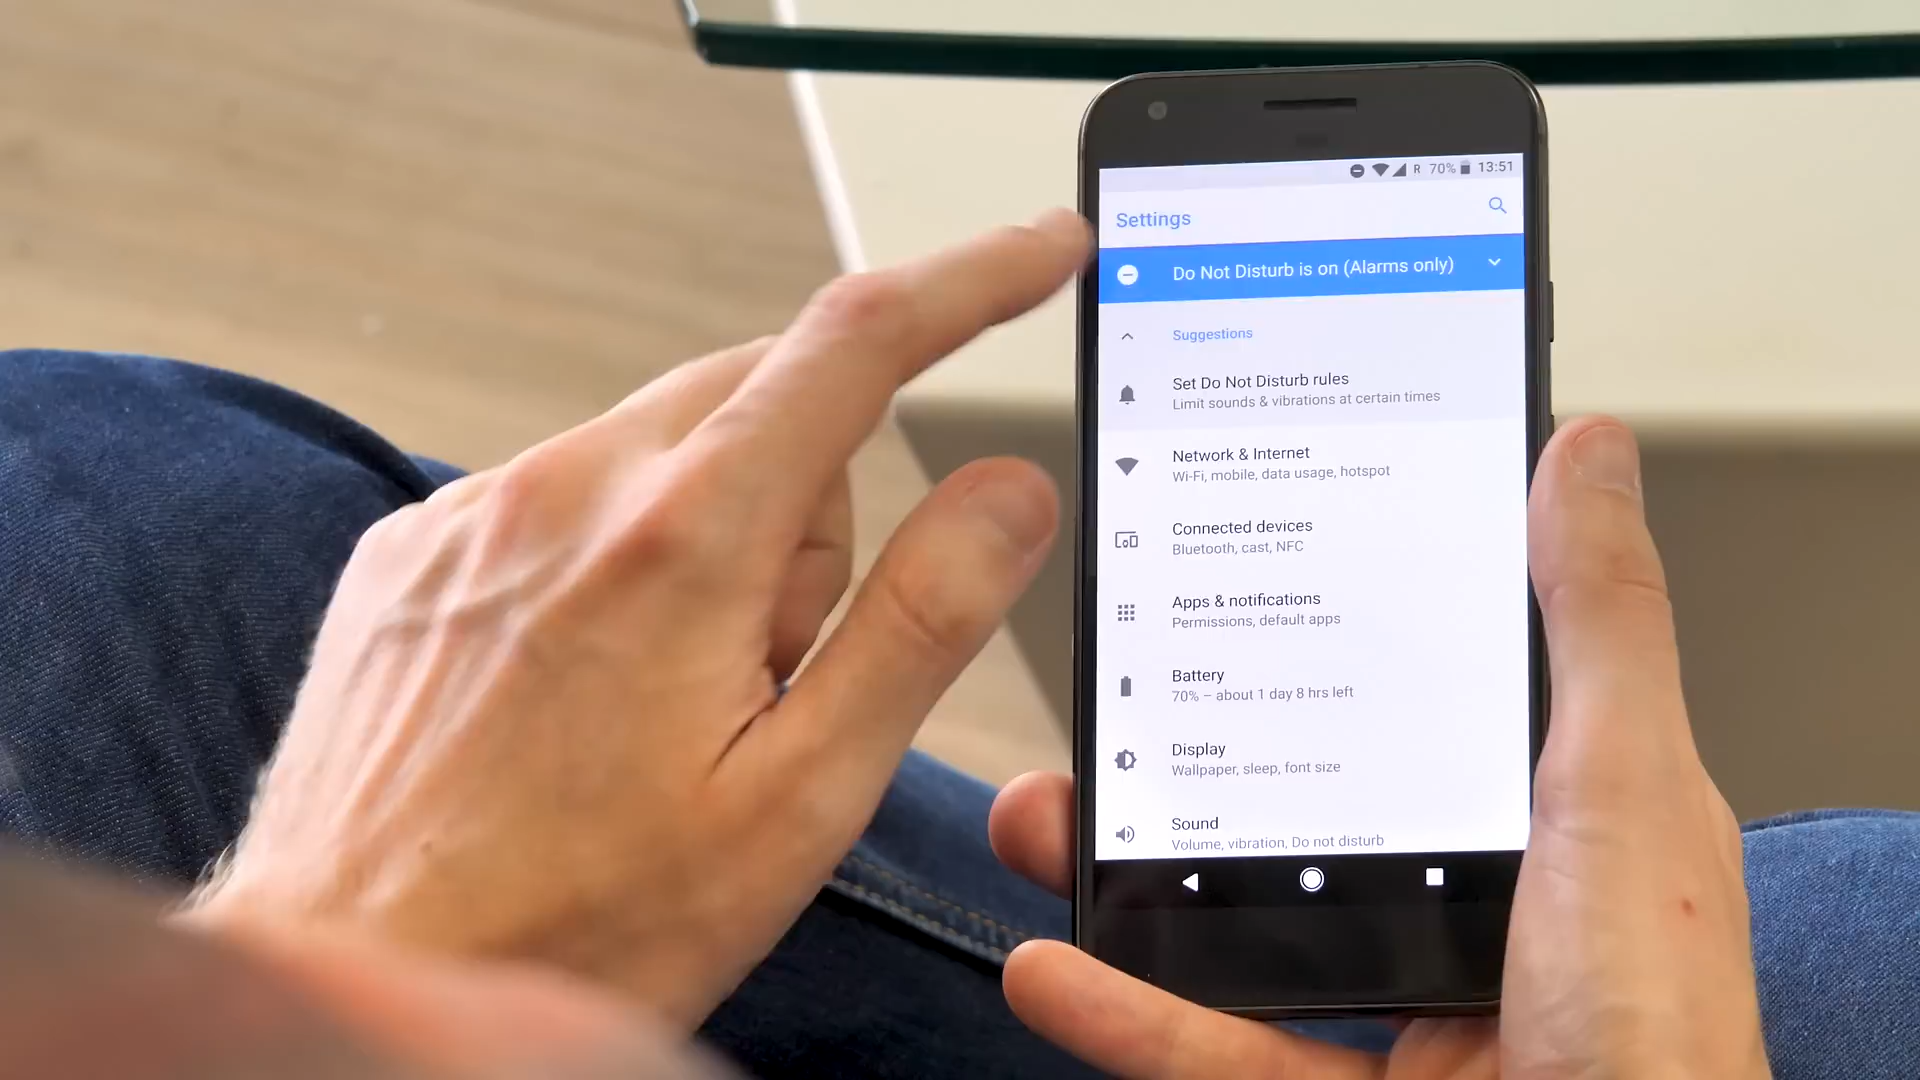 R 70% 13:51
Settings
Do Not Disturb is on (Alarms only)
Suggestions
Set Do Not Disturb rules
Limit sounds & vibrations at certain times
Network & Internet
Wi-Fi, mobile, data usage, hotspot
Connected devices
Bluetooth, cast, NFC
Apps & notifications
Permissions, default apps
Battery
70% – about 1 day 8 hrs left
Display
Wallpaper, sleep, font size
Sound
Volume, vibration, Do not disturb